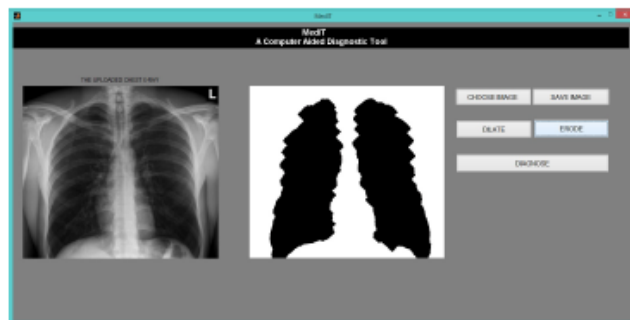 MedIT
MedIT
A Computer Aided Diagnostic Tool
THE UPLOADED CHEST X-RAY
L
CHOOSE IMAGE
SAVE IMAGE
DILATE
ERODE
DIAGNOSE